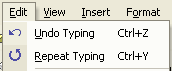 Edit View Insert Format
Undo Typing Ctrl+Z
Repeat Typing Ctrl+Y